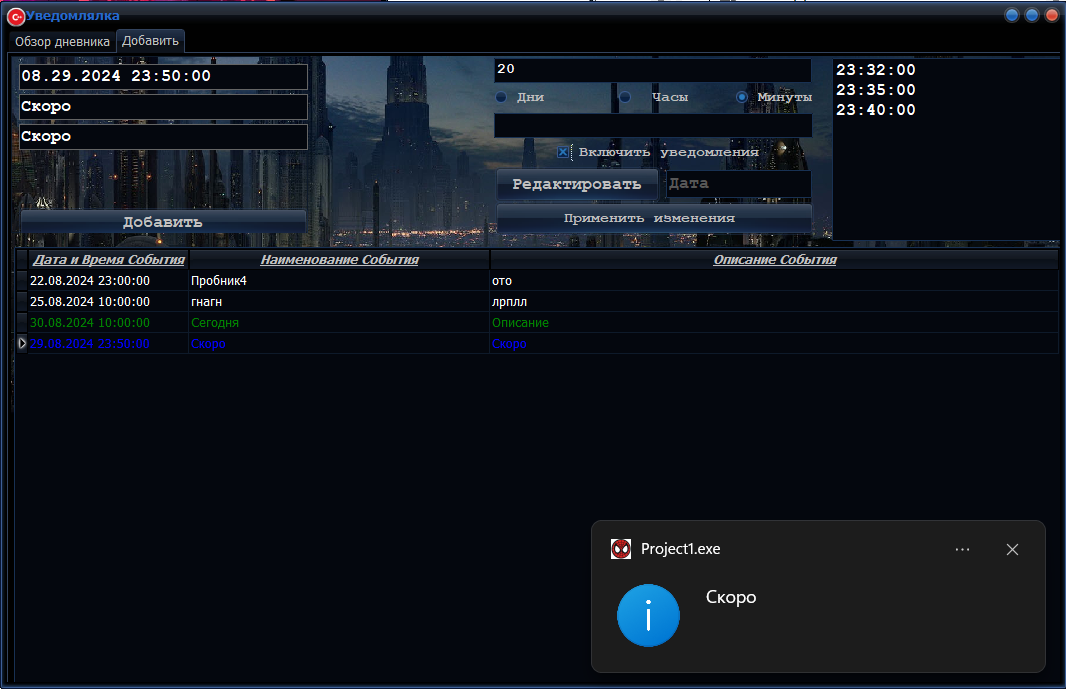 Уведомлялка
Обзор дневника Добавить
08.29.2024 23:50:00
Скоро
Скоро
Добавить
20
Дни Часы Минуты
Включить уведомления
Редактировать Дата
Применить изменения
23:32:00
23:35:00
23:40:00
Дата и Время События Наименование События Описание События
22.08.2024 23:00:00 Пробник4 ото
25.08.2024 10:00:00 гнагн лрплл
30.08.2024 10:00:00 Сегодня Описание
29.08.2024 23:50:00 Скоро Скоро
Project1.exe
Скоро